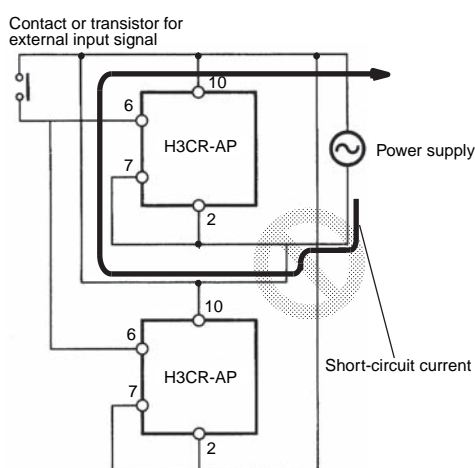 Contact or transistor for
external input signal
10
6
H3CR-AP
7
2
Power supply
10
6
H3CR-AP
7
2
Short-circuit current